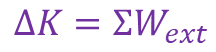 ΔK = ΣW_ext